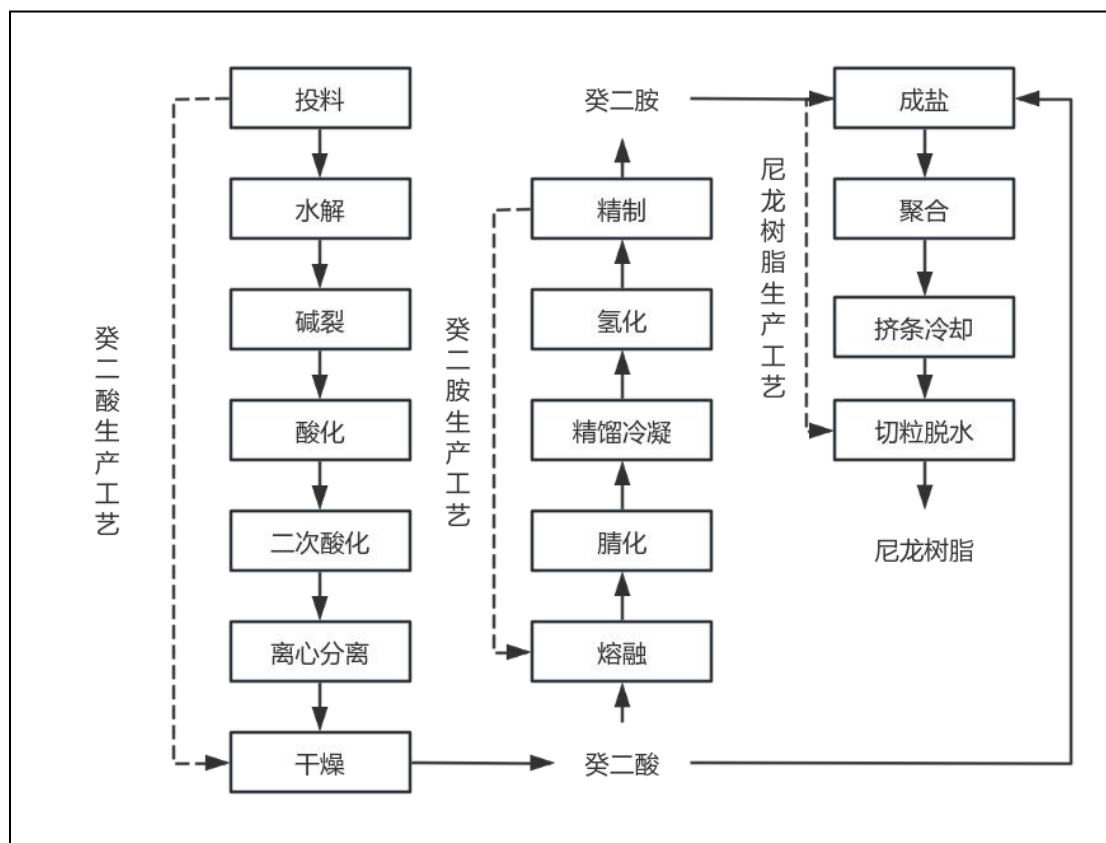 投料
水解
碱裂
酸化
二次酸化
离心分离
干燥
癸二酸生产工艺
癸二胺
精制
氢化
精馏冷凝
腈化
熔融
癸二酸
癸二胺生产工艺
成盐
聚合
挤条冷却
切粒脱水
尼龙树脂
尼龙树脂生产工艺